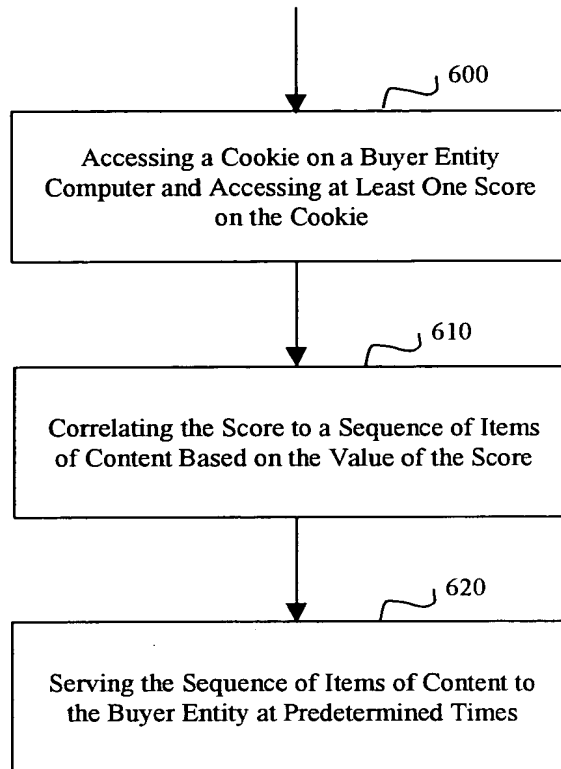 600
Accessing a Cookie on a Buyer Entity
Computer and Accessing at Least One Score
on the Cookie
610
Correlating the Score to a Sequence of Items
of Content Based on the Value of the Score
620
Serving the Sequence of Items of Content to
the Buyer Entity at Predetermined Times